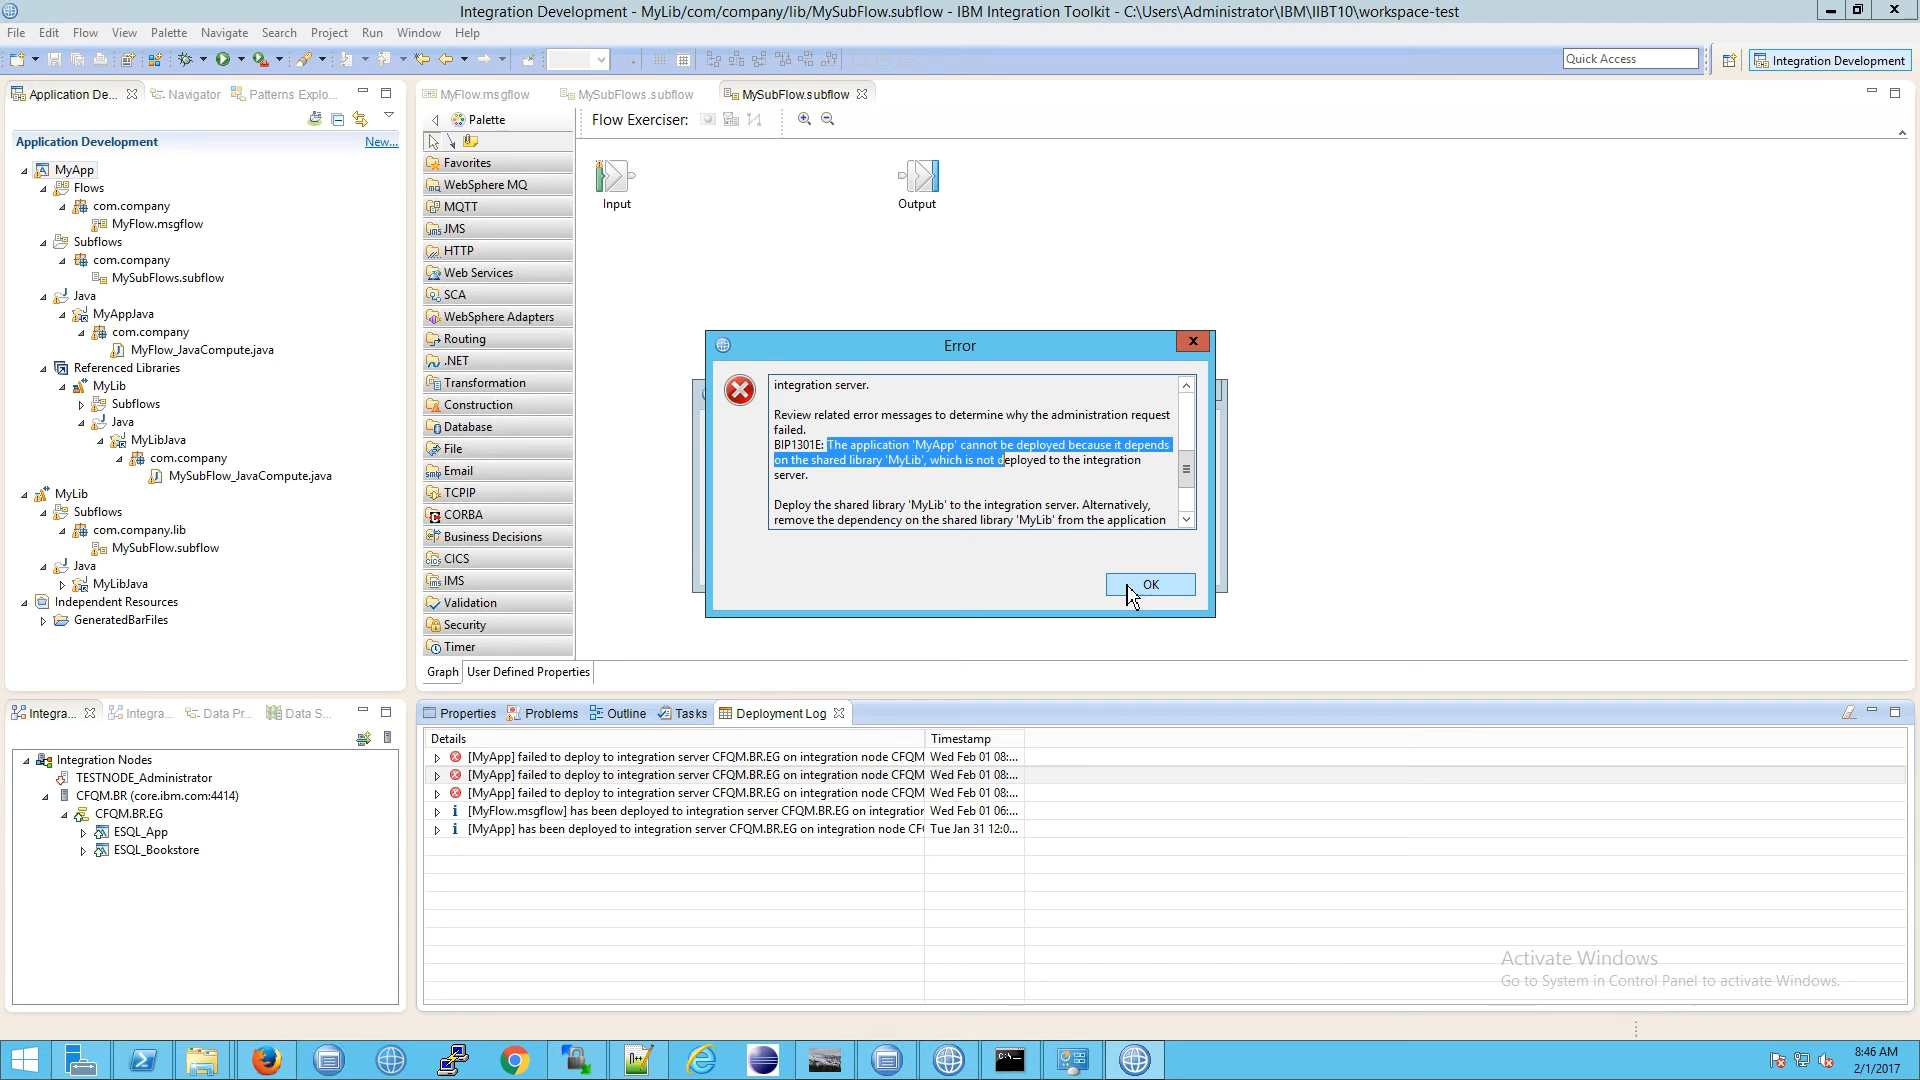 Integration Development - MyLib/com/company/lib/MySubFlow.subflow - IBM Integration Toolkit - C:\Users\Administrator\IBM\IIBT10\workspace-test
File Edit Flow View Palette Navigate Search Project Run Window Help
Quick Access
Integration Development
Application De...
Navigator
Patterns Explo...
Application Development
New...
MyApp
Flows
com.company
MyFlow.msgflow
Subflows
com.company
MySubFlows.subflow
Java
MyAppJava
com.company
MyFlow_JavaCompute.java
Referenced Libraries
MyLib
Subflows
Java
MyLibJava
com.company
MySubFlow_JavaCompute.java
MyLib
Subflows
com.company.lib
MySubFlow.subflow
Java
MyLibJava
Independent Resources
GeneratedBarFiles
MyFlow.msgflow
MySubFlows.subflow
MySubFlow.subflow
Palette
Flow Exerciser:
Favorites
WebSphere MQ
MQTT
JMS
HTTP
Web Services
SCA
WebSphere Adapters
Routing
.NET
Transformation
Construction
Database
File
Email
TCPIP
CORBA
Business Decisions
CICS
IMS
Validation
Security
Timer
Input
Output
Graph
User Defined Properties
Error
integration server.
Review related error messages to determine why the administration request
failed.
BIP1301E: The application 'MyApp' cannot be deployed because it depends
on the shared library 'MyLib', which is not deployed to the integration
server.
Deploy the shared library 'MyLib' to the integration server. Alternatively,
remove the dependency on the shared library 'MyLib' from the application
OK
Integra...
Integra...
Data Pr...
Data S...
Integration Nodes
TESTNODE_Administrator
CFQM.BR (core.ibm.com:4414)
CFQM.BR.EG
ESQL_App
ESQL_Bookstore
Properties
Problems
Outline
Tasks
Deployment Log
Details Timestamp
[MyApp] failed to deploy to integration server CFQM.BR.EG on integration node CFQM Wed Feb 01 08:...
[MyApp] failed to deploy to integration server CFQM.BR.EG on integration node CFQM Wed Feb 01 08:...
[MyApp] failed to deploy to integration server CFQM.BR.EG on integration node CFQM Wed Feb 01 08:...
[MyFlow.msgflow] has been deployed to integration server CFQM.BR.EG on integration Wed Feb 01 06:...
[MyApp] has been deployed to integration server CFQM.BR.EG on integration node CF Tue Jan 31 12:0...
Activate Windows
Go to System in Control Panel to activate Windows.
8:46 AM
2/1/2017